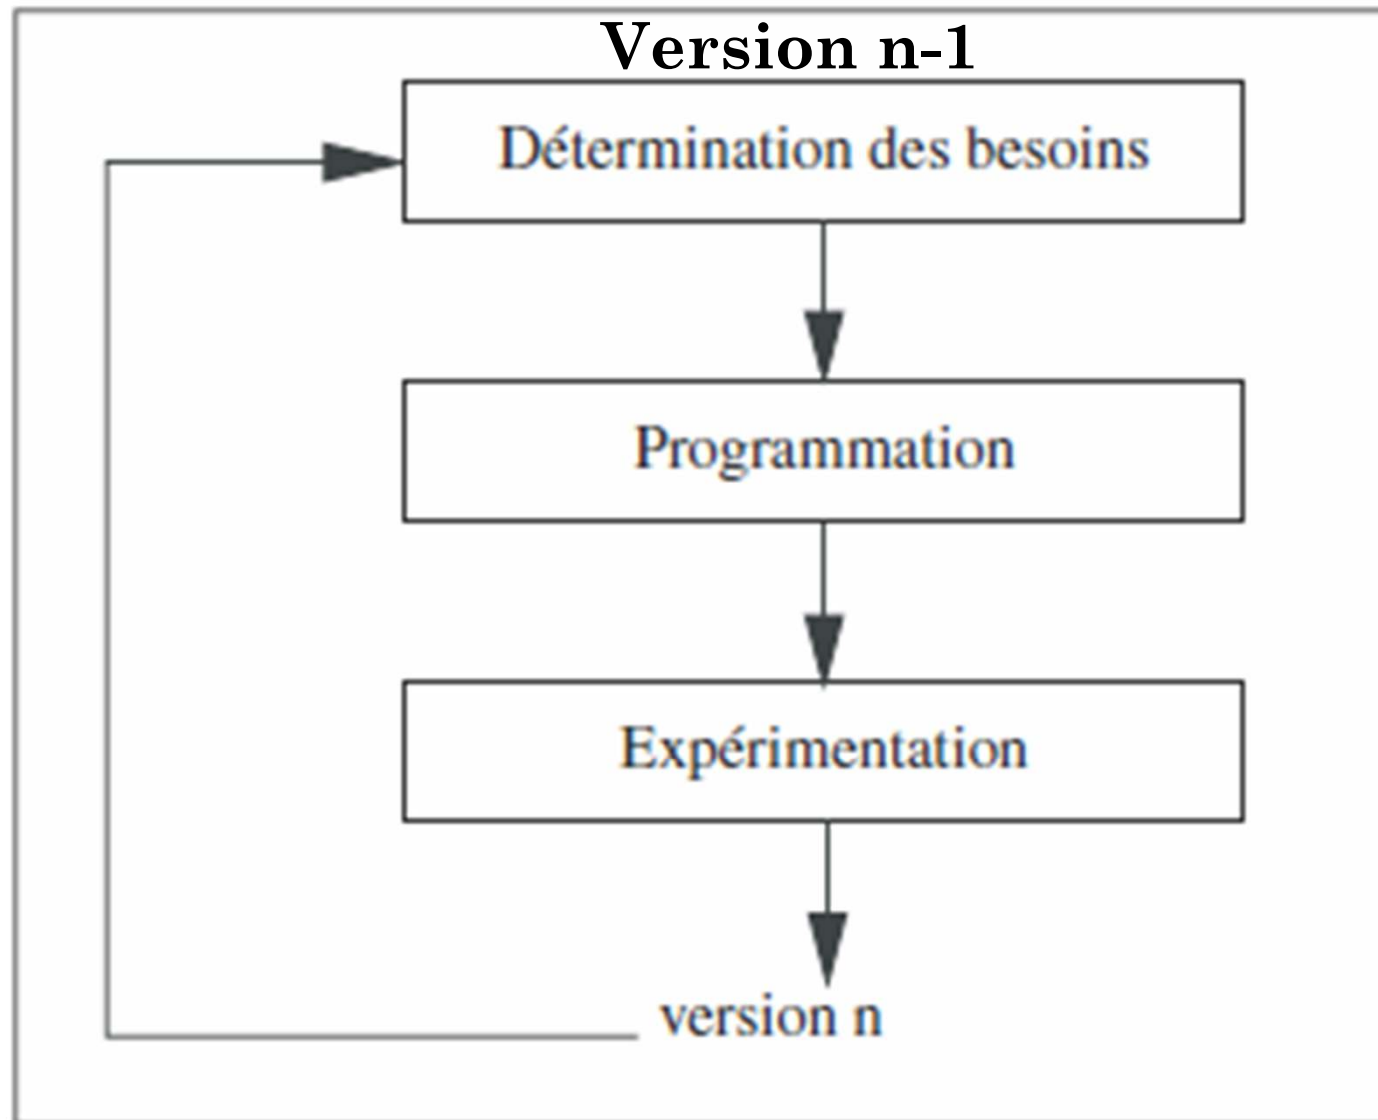 Version n-1
Détermination des besoins
Programmation
Expérimentation
version n